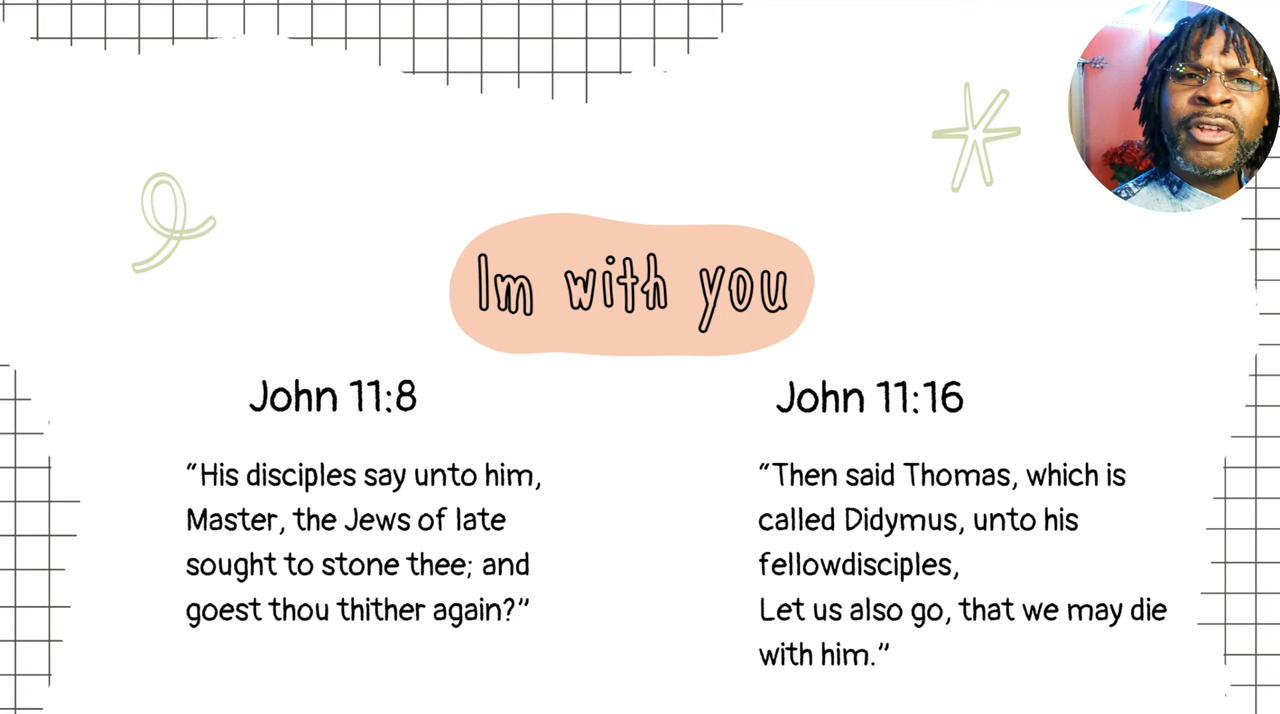 Im with you
John 11:8
“His disciples say unto him,
Master, the Jews of late
sought to stone thee; and
goest thou thither again?”
John 11:16
“Then said Thomas, which is
called Didymus, unto his
fellowdisciples,
Let us also go, that we may die
with him.”